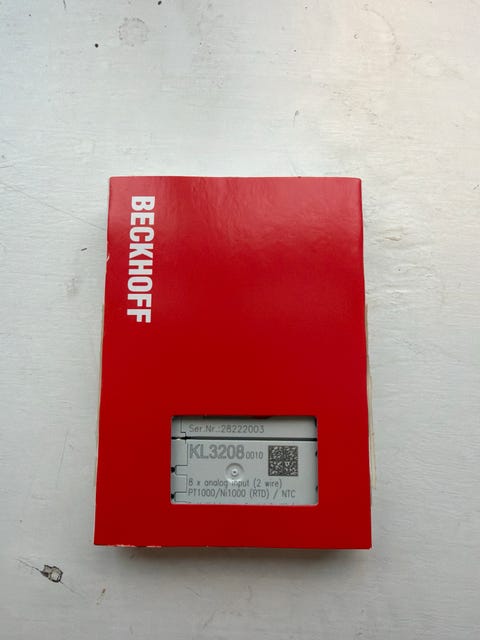 BECKHOFF
Ser.Nr.:28222003
KL3208 0010
8 x analog input (2 wire)
PT1000/Ni1000 (RTD) / NTC